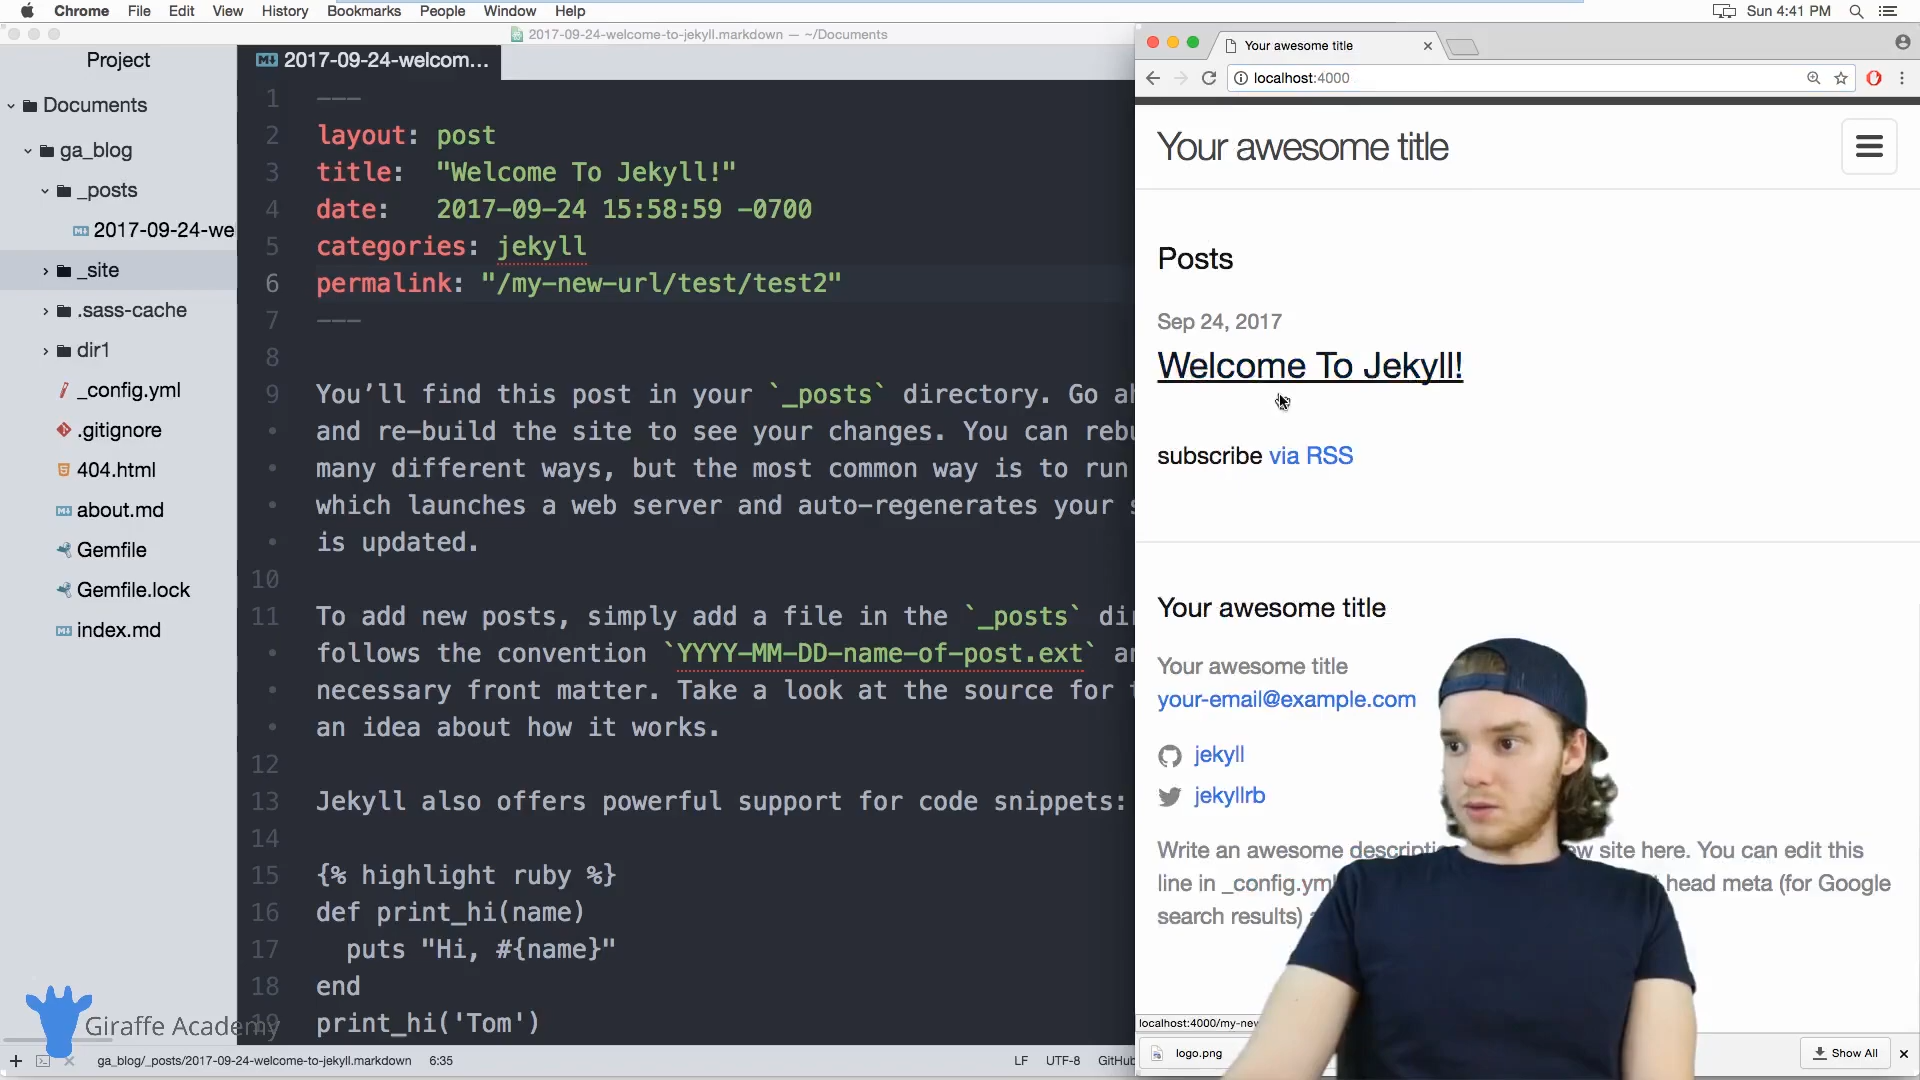 Chrome File Edit View History Bookmarks People Window Help
Sun 4:41 PM
2017-09-24-welcome-to-jekyll.markdown — ~/Documents
Project
Documents
ga_blog
_posts
2017-09-24-we
_site
.sass-cache
dir1
_config.yml
.gitignore
404.html
about.md
Gemfile
Gemfile.lock
index.md
2017-09-24-welcom...
1 ---
2 layout: post
3 title: "Welcome To Jekyll!"
4 date: 2017-09-24 15:58:59 -0700
5 categories: jekyll
6 permalink: "/my-new-url/test/test2"
7 ---
8
9 You’ll find this post in your `_posts` directory. Go
and re-build the site to see your changes. You can
many different ways, but the most common way is to run
which launches a web server and auto-regenerates your
is updated.
10
11 To add new posts, simply add a file in the `_posts`
follows the convention `YYYY-MM-DD-name-of-post.ext`
necessary front matter. Take a look at the source for
an idea about how it works.
12
13 Jekyll also offers powerful support for code snippets:
14
15 {% highlight ruby %}
16 def print_hi(name)
17 puts "Hi, #{name}"
18 end
19 print_hi('Tom')
Giraffe Academy
ga_blog/_posts/2017-09-24-welcome-to-jekyll.markdown 6:35
LF UTF-8 GitHub
Your awesome title
localhost:4000
Your awesome title
Posts
Sep 24, 2017
Welcome To Jekyll!
subscribe via RSS
Your awesome title
Your awesome title
your-email@example.com
jekyll
jekyllrb
Write an awesome site here. You can edit this
line in _config.yml head meta (for Google
search results)
localhost:4000/my-new
logo.png
Show All